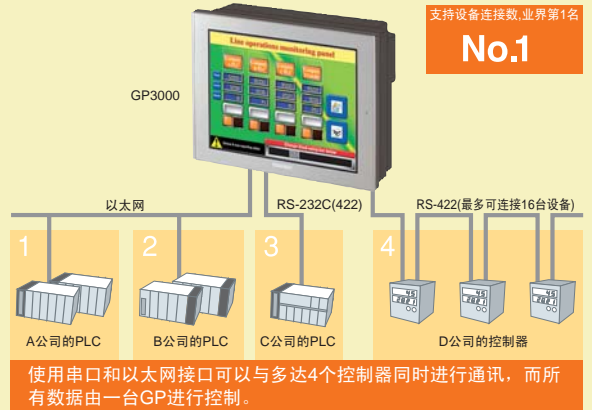 支持设备连接数,业界第1名
No.1
Line operations monitoring panel
GP3000
以太网
RS-232C(422)
RS-422(最多可连接16台设备)
1
2
3
4
A公司的PLC
B公司的PLC
C公司的PLC
D公司的控制器
使用串口和以太网接口可以与多达4个控制器同时进行通讯，而所
有数据由一台GP进行控制。